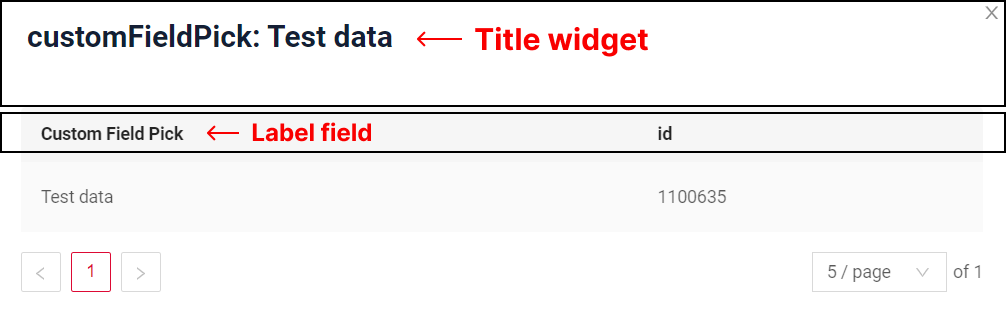 customFieldPick: Test data Title widget
Custom Field Pick Label field id
Test data 1100635
1 5 / page of 1